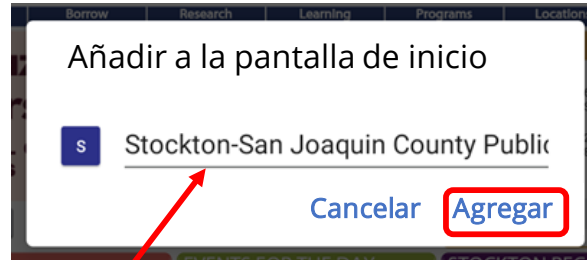 Borrow Research Learning Programs Location
Añadir a la pantalla de inicio
S Stockton-San Joaquin County Public
Cancelar Agregar
EVENTS FOR THE DAY